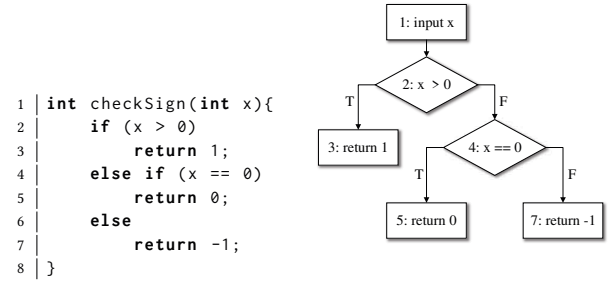 1 int checkSign(int x){
2 if (x > 0)
3 return 1;
4 else if (x == 0)
5 return 0;
6 else
7 return -1;
8 }
1: input x
2: x > 0
T
F
3: return 1
4: x == 0
T
F
5: return 0
7: return -1